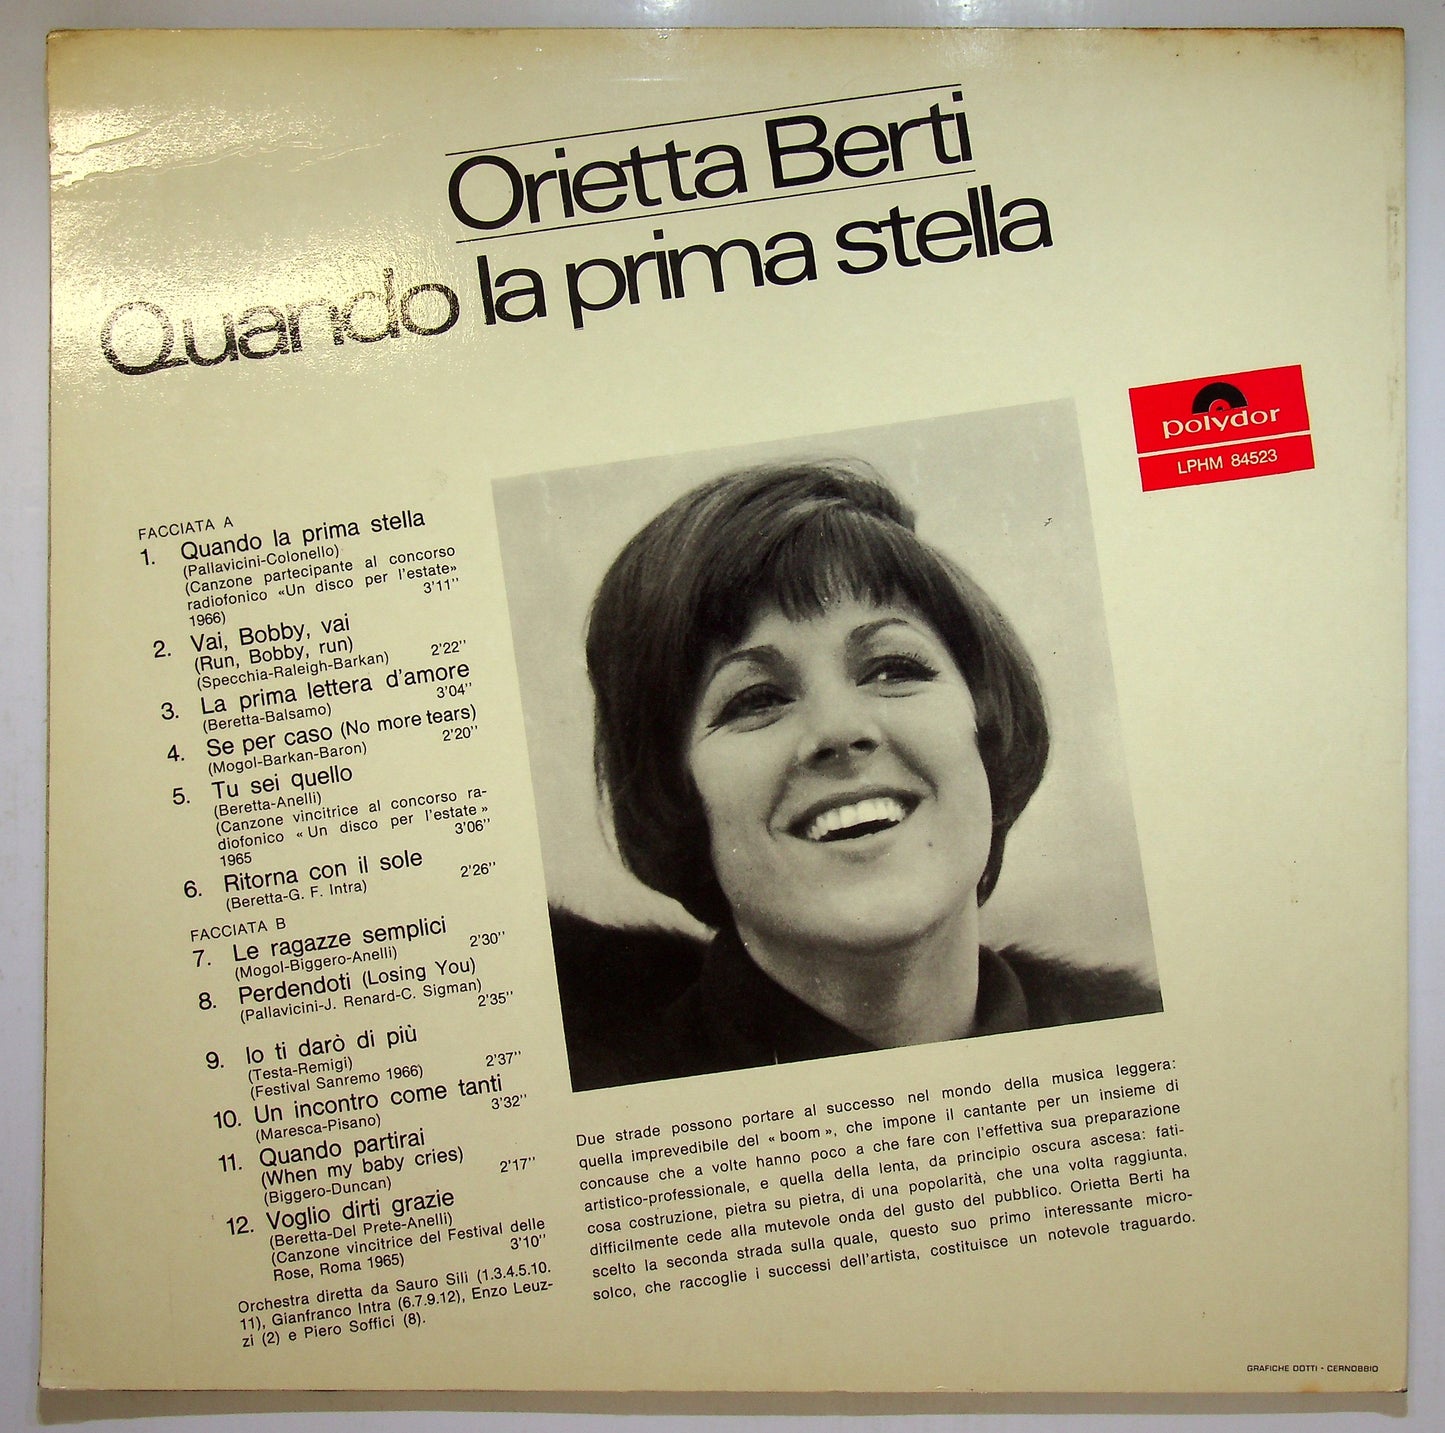 Orietta Berti
Quando la prima stella
polydor
LPHM 84523
FACCIATA A
1. Quando la prima stella
(Pallavicini-Colonello)
(Canzone partecipante al concorso
radiofonico «Un disco per l'estate»
1966) 3'11''
2. Vai, Bobby, vai
(Run, Bobby, run)
(Specchia-Raleigh-Barkan) 2'22''
3. La prima lettera d'amore
(Beretta-Balsamo) 3'04''
4. Se per caso (No more tears)
(Mogol-Barkan-Baron) 2'20''
5. Tu sei quello
(Beretta-Anelli)
(Canzone vincitrice al concorso ra-
diofonico « Un disco per l'estate »
1965 3'06''
6. Ritorna con il sole
(Beretta-G. F. Intra) 2'26''
FACCIATA B
7. Le ragazze semplici
(Mogol-Biggero-Anelli) 2'30''
8. Perdendoti (Losing You)
(Pallavicini-J. Renard-C. Sigman)
2'35''
9. Io ti darò di più
(Testa-Remigi)
(Festival Sanremo 1966) 2'37''
10. Un incontro come tanti
(Maresca-Pisano) 3'32''
11. Quando partirai
(When my baby cries)
(Biggero-Duncan) 2'17''
12. Voglio dirti grazie
(Beretta-Del Prete-Anelli)
(Canzone vincitrice del Festival delle
Rose, Roma 1965) 3'10''
Orchestra diretta da Sauro Sili (1.3.4.5.10.
11), Gianfranco Intra (6.7.9.12), Enzo Leuz-
zi (2) e Piero Soffici (8).
Due strade possono portare al successo nel mondo della musica leggera:
quella imprevedibile del « boom », che impone il cantante per un insieme di
concause che a volte hanno poco a che fare con l'effettiva sua preparazione
artistico-professionale, e quella della lenta, da principio oscura ascesa: fati-
cosa costruzione, pietra su pietra, di una popolarità, che una volta raggiunta,
difficilmente cede alla mutevole onda del gusto del pubblico. Orietta Berti ha
scelto la seconda strada sulla quale, questo suo primo interessante micro-
solco, che raccoglie i successi dell'artista, costituisce un notevole traguardo.
GRAFICHE DOTTI - CERNOBBIO